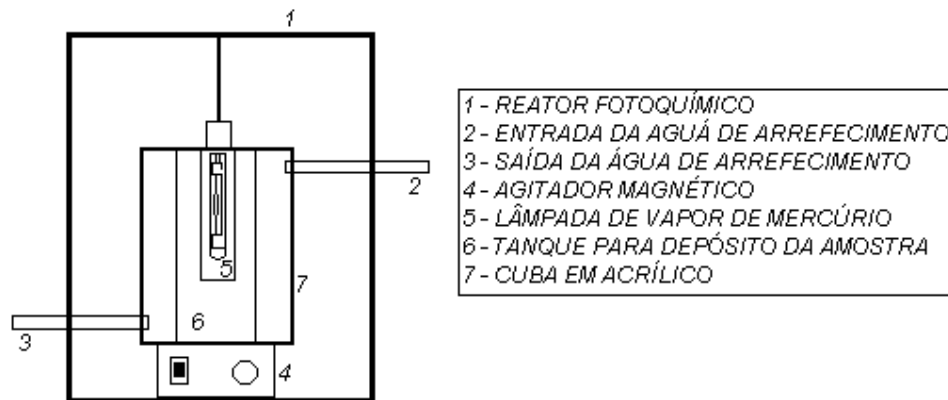 1
1 - REATOR FOTOQUÍMICO
2 - ENTRADA DA AGUÁ DE ARREFECIMENTO
3 - SAÍDA DA ÁGUA DE ARREFECIMENTO
4 - AGITADOR MAGNÉTICO
5 - LÂMPADA DE VAPOR DE MERCÚRIO
6 - TANQUE PARA DEPÓSITO DA AMOSTRA
7 - CUBA EM ACRÍLICO
2
5
7
6
3
4